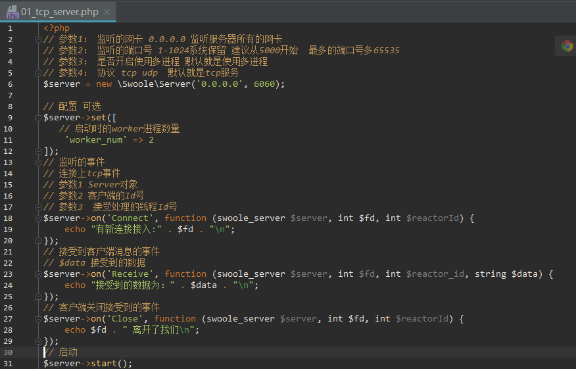 01_tcp_server.php
1 <?php
2 // 参数1： 监听的网卡 0.0.0.0 监听服务器所有的网卡
3 // 参数2： 监听的端口号 1-1024系统保留 建议从5000开始 最多的端口号多65535
4 // 参数3： 是否开启使用多进程 默认就是使用多进程
5 // 参数4： 协议 tcp udp 默认就是tcp服务
6 $server = new \Swoole\Server('0.0.0.0', 6060);
7
8 // 配置 可选
9 $server->set([
10 // 启动时的worker进程数量
11 'worker_num' => 2
12 ]);
13 // 监听的事件
14 // 连接上tcp事件
15 // 参数1 Server对象
16 // 参数2 客户端的Id号
17 // 参数3 接受处理的线程Id号
18 $server->on('Connect', function (swoole_server $server, int $fd, int $reactorId) {
19 echo "有新连接接入:" . $fd . "\n";
20 });
21 // 接受到客户端消息的事件
22 // $data 接受到的数据
23 $server->on('Receive', function (swoole_server $server, int $fd, int $reactor_id, string $data) {
24 echo "接受到的数据为：" . $data . "\n";
25 });
26 // 客户端关闭接受到的事件
27 $server->on('Close', function (swoole_server $server, int $fd, int $reactorId) {
28 echo $fd . " 离开了我们\n";
29 });
30 // 启动
31 $server->start();